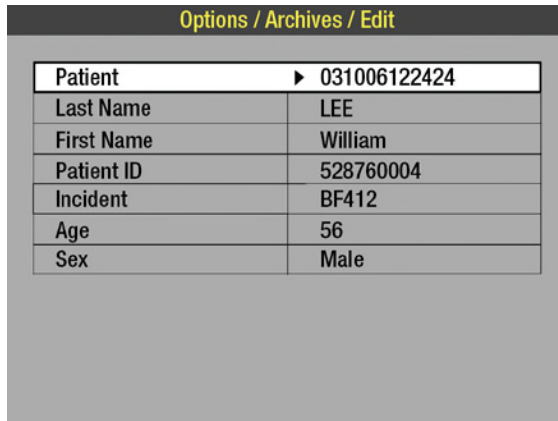 Options / Archives / Edit
Patient ▶ 031006122424
Last Name LEE
First Name William
Patient ID 528760004
Incident BF412
Age 56
Sex Male